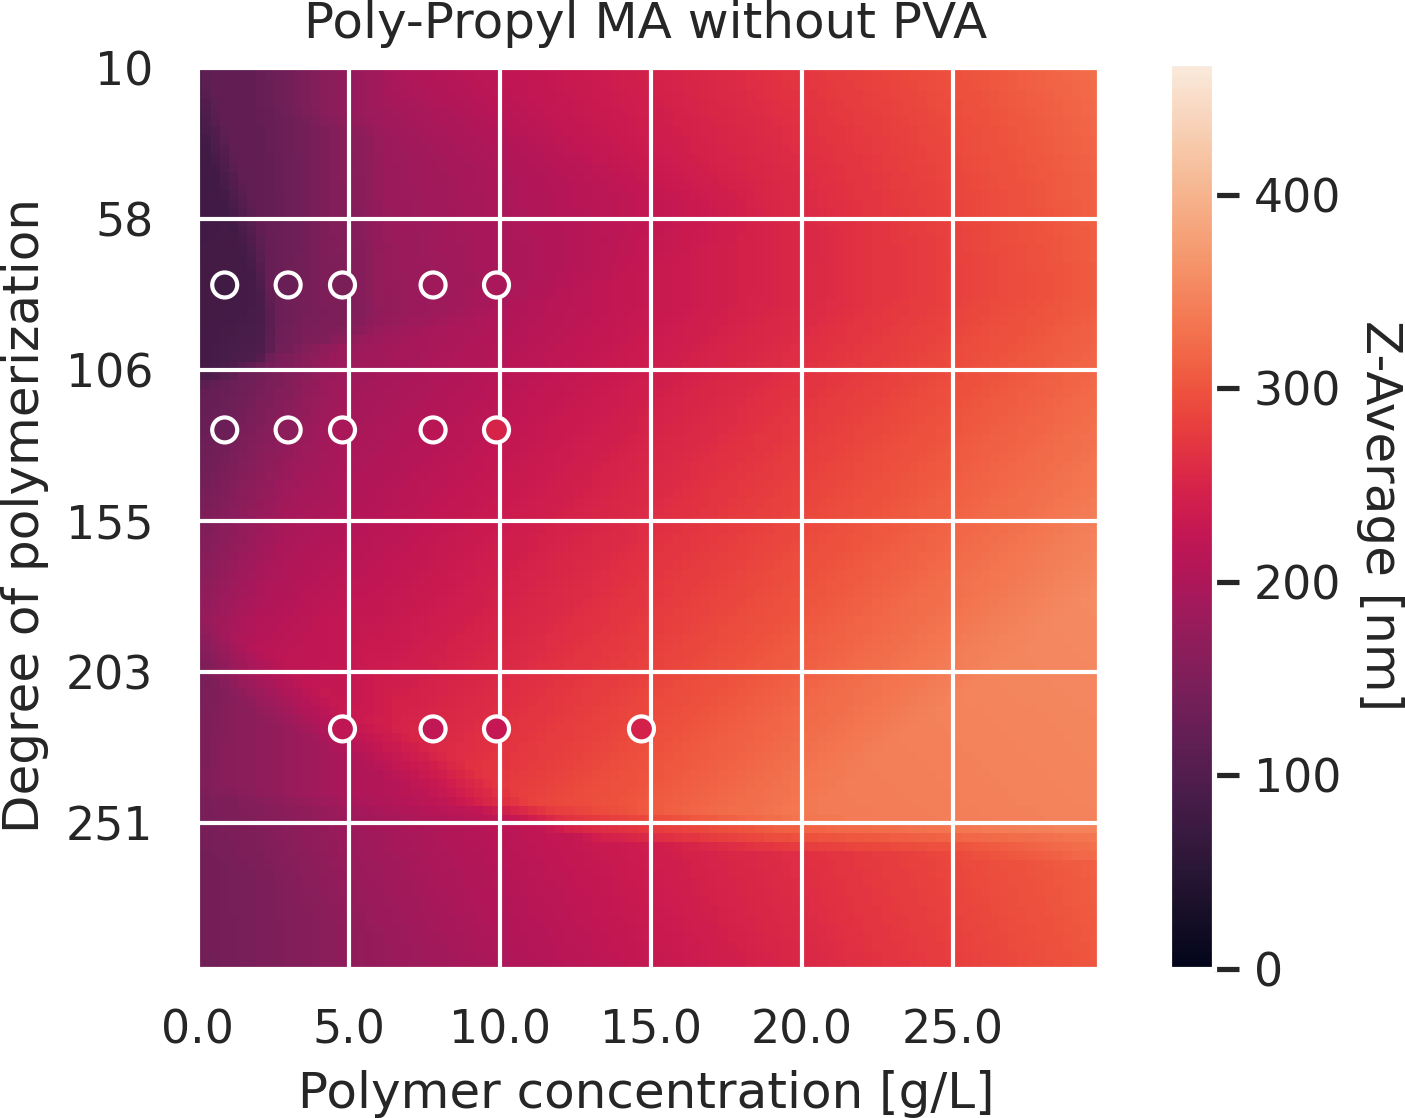 Poly-Propyl MA without PVA
10
58
106
155
203
251
Degree of polymerization
0.0 5.0 10.0 15.0 20.0 25.0
Polymer concentration [g/L]
400
300
200
100
0
Z-Average [nm]